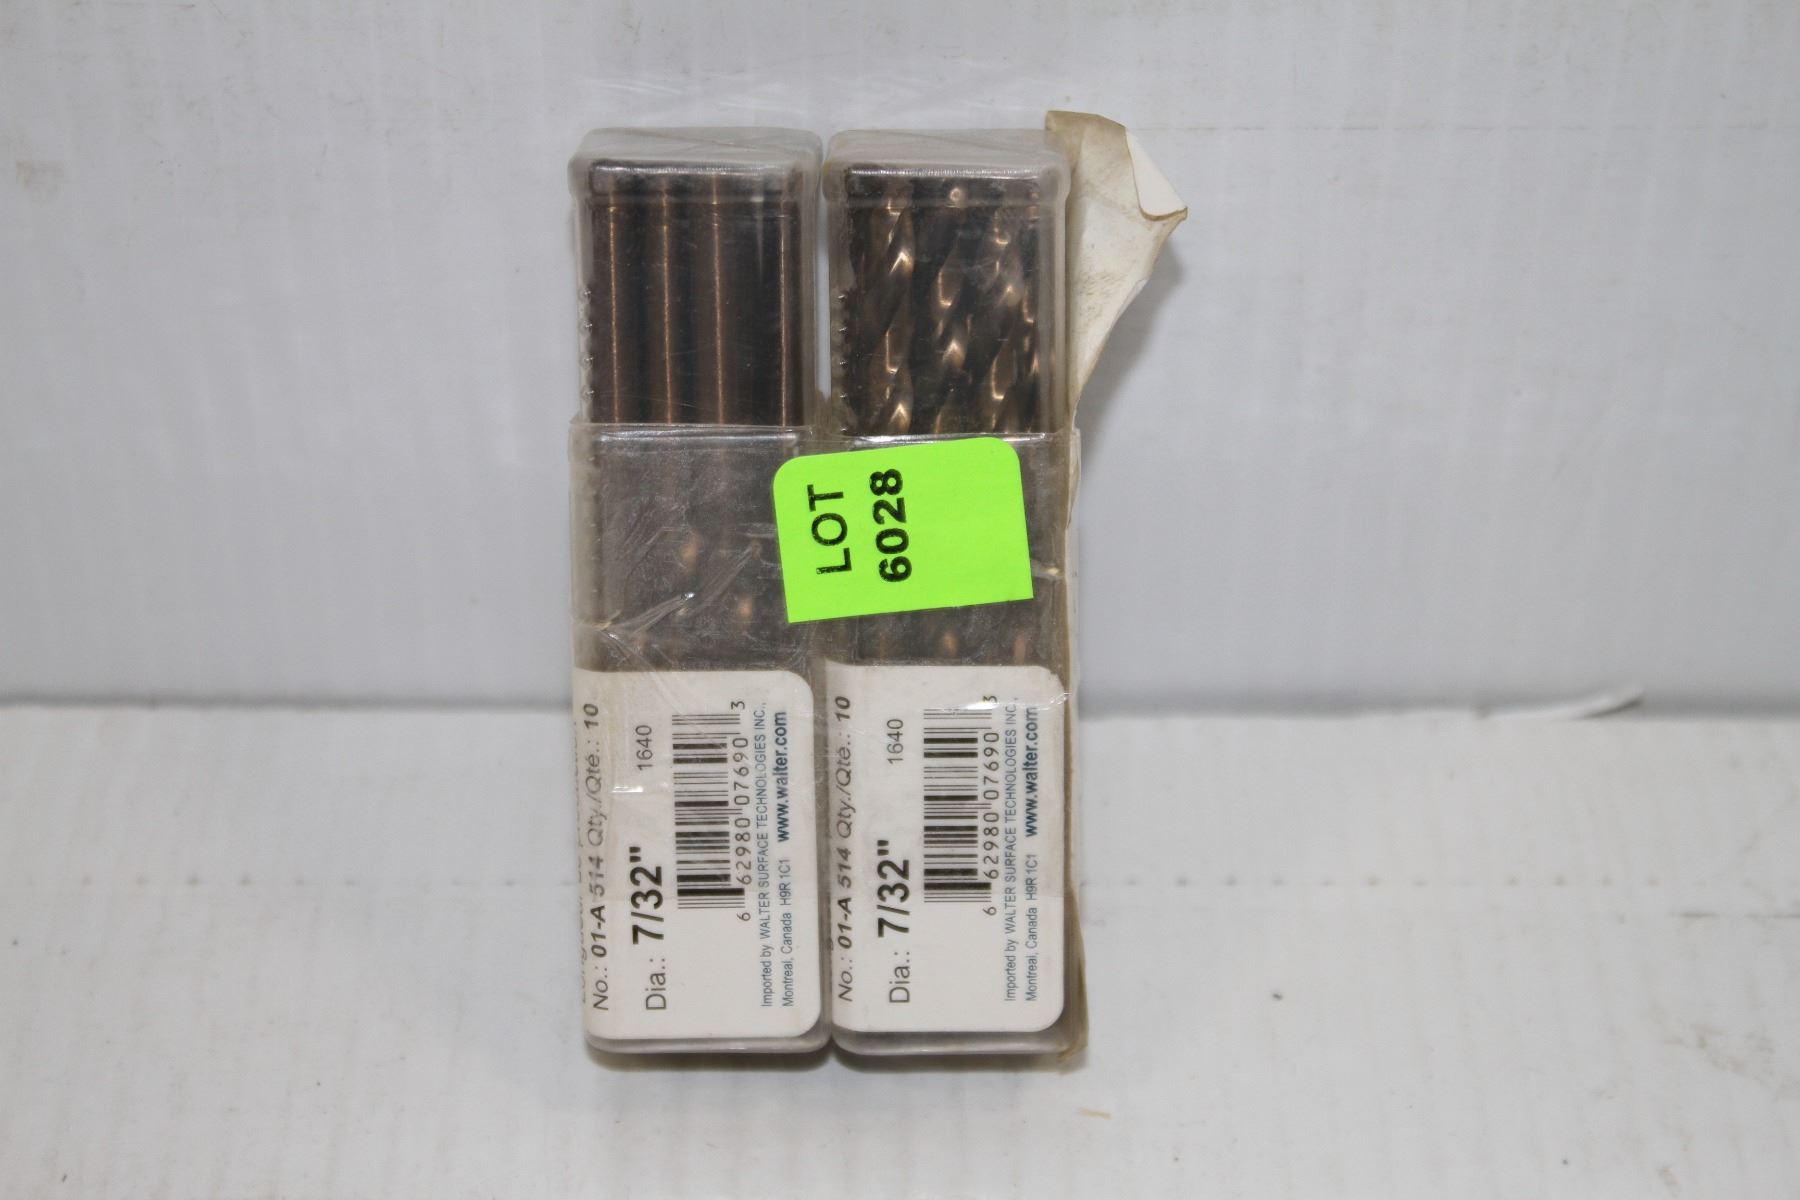 LOT
6028
No.: 01-A 514 Qty./Qté.: 10
Dia.: 7/32" 1640
6 62980 07690 3
Imported by WALTER SURFACE TECHNOLOGIES INC.,
Montreal, Canada H9R 1C1 www.walter.com
No.: 01-A 514 Qty./Qté.: 10
Dia.: 7/32" 1640
6 62980 07690 3
Imported by WALTER SURFACE TECHNOLOGIES INC.,
Montreal, Canada H9R 1C1 www.walter.com